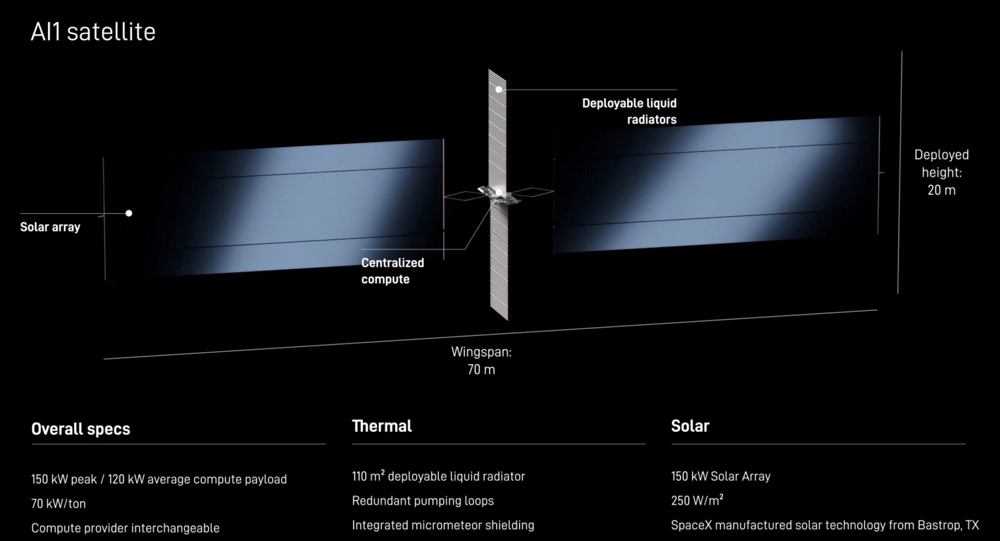 AI1 satellite
Deployable liquid
radiators
Deployed
height:
20 m
Solar array
Centralized
compute
Wingspan:
70 m
Overall specs
150 kW peak / 120 kW average compute payload
70 kW/ton
Compute provider interchangeable
Thermal
110 m² deployable liquid radiator
Redundant pumping loops
Integrated micrometeor shielding
Solar
150 kW Solar Array
250 W/m²
SpaceX manufactured solar technology from Bastrop, TX